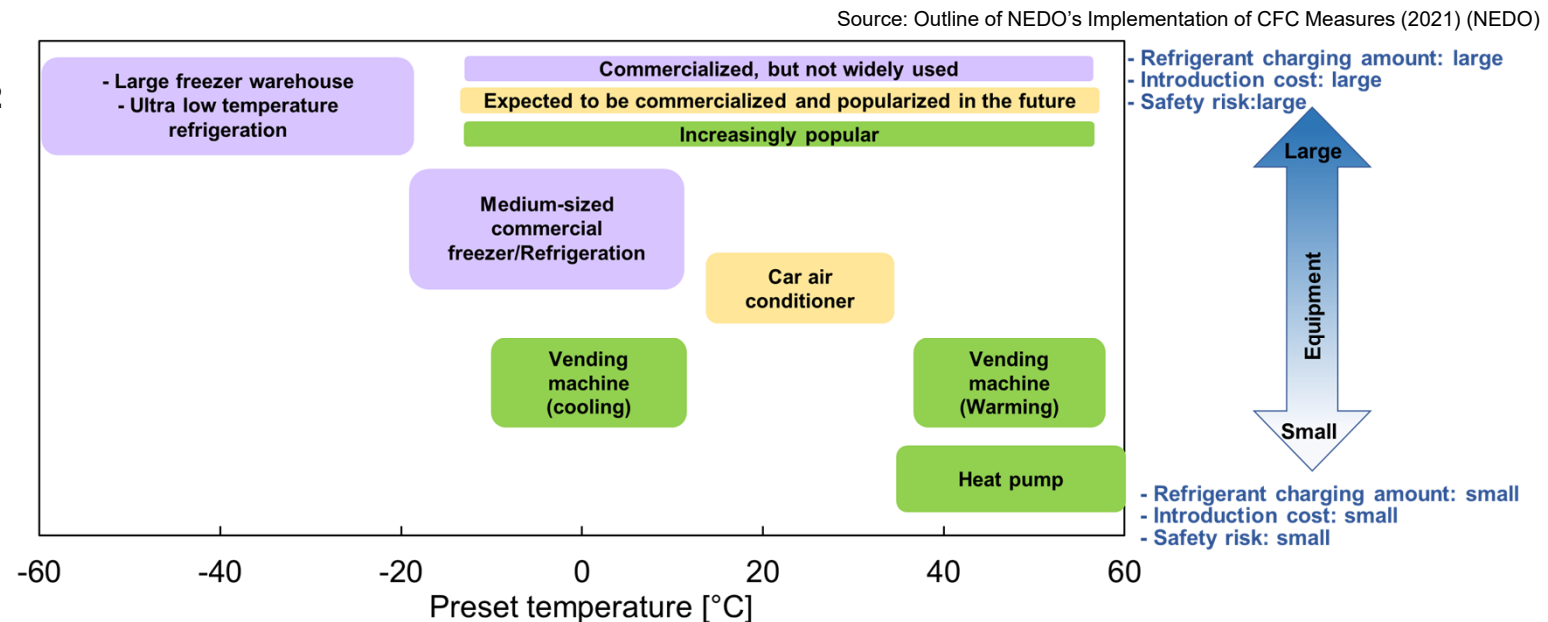 Source: Outline of NEDO's Implementation of CFC Measures (2021) (NEDO)
- Large freezer warehouse
- Ultra low temperature
refrigeration
Commercialized, but not widely used
Expected to be commercialized and popularized in the future
Increasingly popular
- Refrigerant charging amount: large
- Introduction cost: large
- Safety risk:large
Large
Equipment
Small
Medium-sized
commercial
freezer/Refrigeration
Car air
conditioner
Vending
machine
(cooling)
Vending
machine
(Warming)
Heat pump
- Refrigerant charging amount: small
- Introduction cost: small
- Safety risk: small
-60 -40 -20 0 20 40 60
Preset temperature [°C]